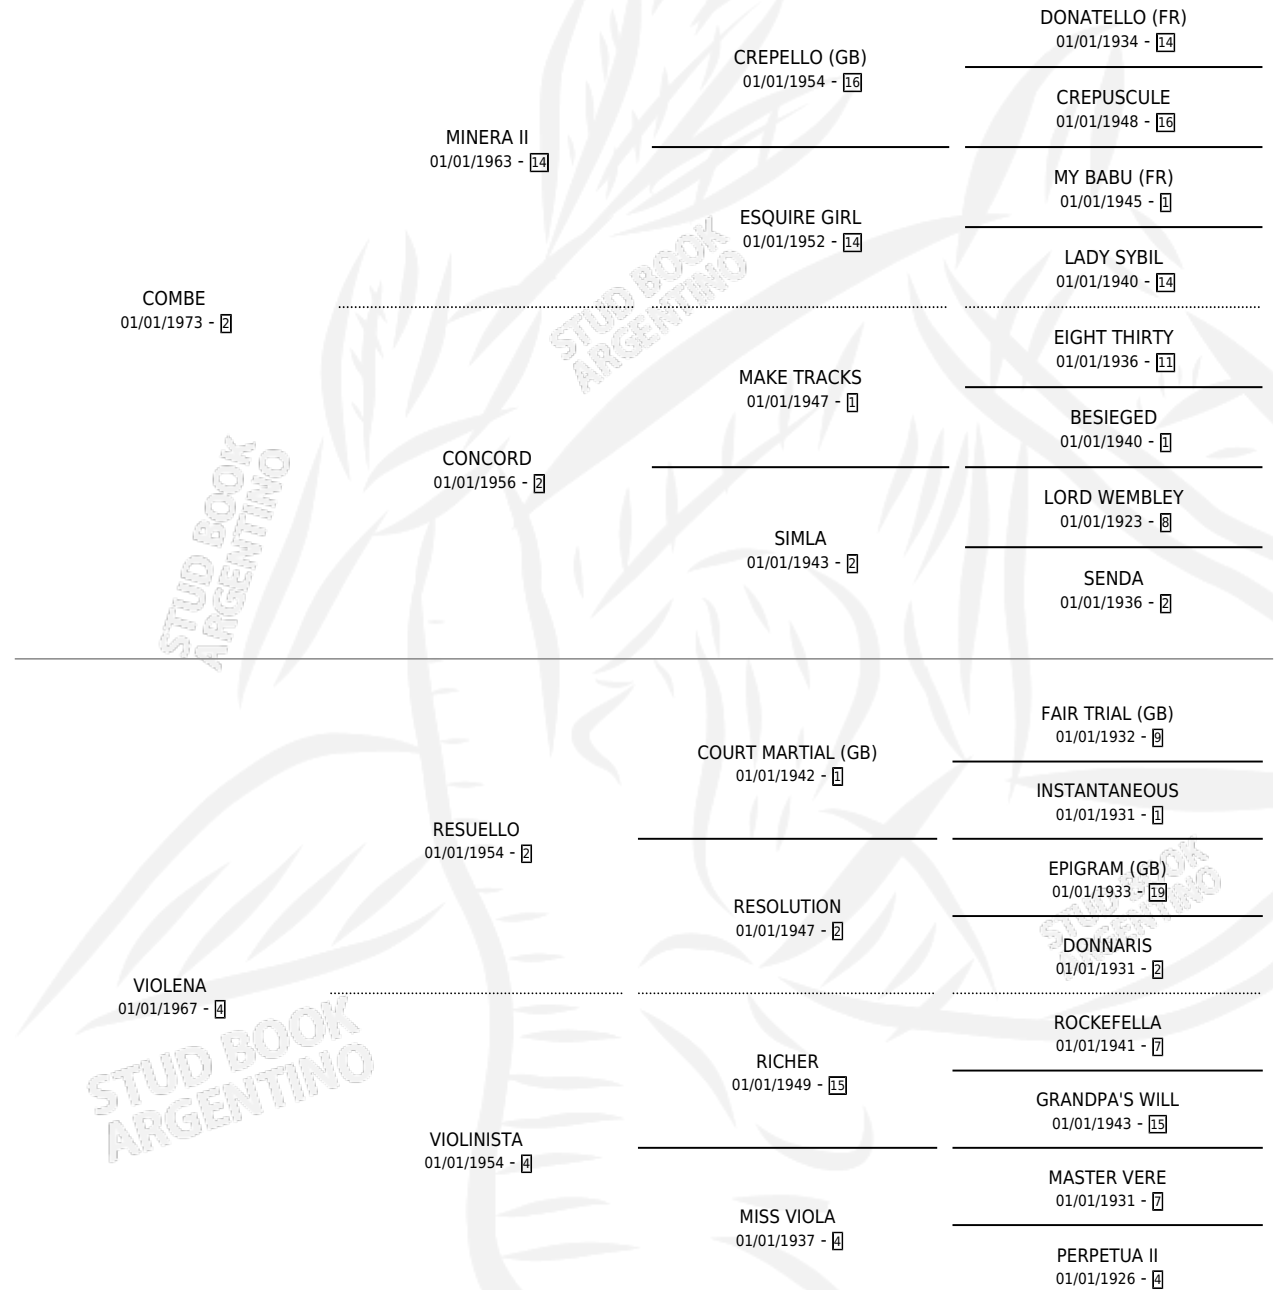 DONATELLO (FR)
01/01/1934 - 14
CREPELLO (GB)
01/01/1954 - 16
CREPUSCULE
01/01/1948 - 16
MINERA II
01/01/1963 - 14
MY BABU (FR)
01/01/1945 - 1
ESQUIRE GIRL
01/01/1952 - 14
LADY SYBIL
01/01/1940 - 14
COMBE
01/01/1973 - 2
STUD BOOK
ARGENTINO
EIGHT THIRTY
01/01/1936 - 11
MAKE TRACKS
01/01/1947 - 1
BESIEGED
01/01/1940 - 1
CONCORD
01/01/1956 - 2
LORD WEMBLEY
01/01/1923 - 8
SIMLA
01/01/1943 - 2
SENDA
01/01/1936 - 2
STUD BOOK
ARGENTINO
FAIR TRIAL (GB)
01/01/1932 - 9
COURT MARTIAL (GB)
01/01/1942 - 1
INSTANTANEOUS
01/01/1931 - 1
RESUELLO
01/01/1954 - 2
EPIGRAM (GB)
01/01/1933 - 19
RESOLUTION
01/01/1947 - 2
STUD BOOK
ARGENTINO
DONNARIS
01/01/1931 - 2
VIOLENA
01/01/1967 - 4
ROCKEFELLA
01/01/1941 - 7
STUD BOOK
ARGENTINO
RICHER
01/01/1949 - 15
GRANDPA'S WILL
01/01/1943 - 15
VIOLINISTA
01/01/1954 - 4
MASTER VERE
01/01/1931 - 7
MISS VIOLA
01/01/1937 - 4
PERPETUA II
01/01/1926 - 4